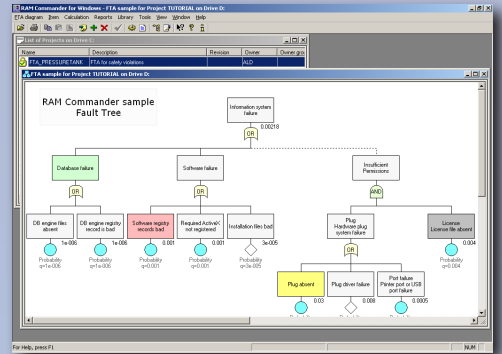 RAM Commander for Windows - FTA sample for project TUTORIAL on Drive D:
FTA diagram Item Calculation Reports Library Tools View Window Help
List of Projects on Drive
Name Description Revision Owner Owner grou
FTA_PRESSURETANK FTA for safety violations ALD
FTA sample for Project TUTORIAL on Drive D:
RAM Commander sample
Fault Tree
Information system
failure
0.00218
OR
Database failure
Software failure
Insufficient
Permissions
OR
OR
AND
DB engine files
absent
DB engine registry
record is bad
Software registry
records bad
Required ActiveX
not registered
Installation files bad
Plug
Hardware plug
system failure
License
License file absent
1e-006
1e-006
0.001
0.001
3e-005
0.004
OR
Probability
q=1e-006
Probability
q=1e-006
Probability
q=0.001
Probability
q=0.001
Probability
q=3e-005
Probability
q=0.004
Plug absent
Plug driver failure
Port failure
Printer port or USB
port failure
0.03
0.008
0.0005
For Help, press F1
NUM